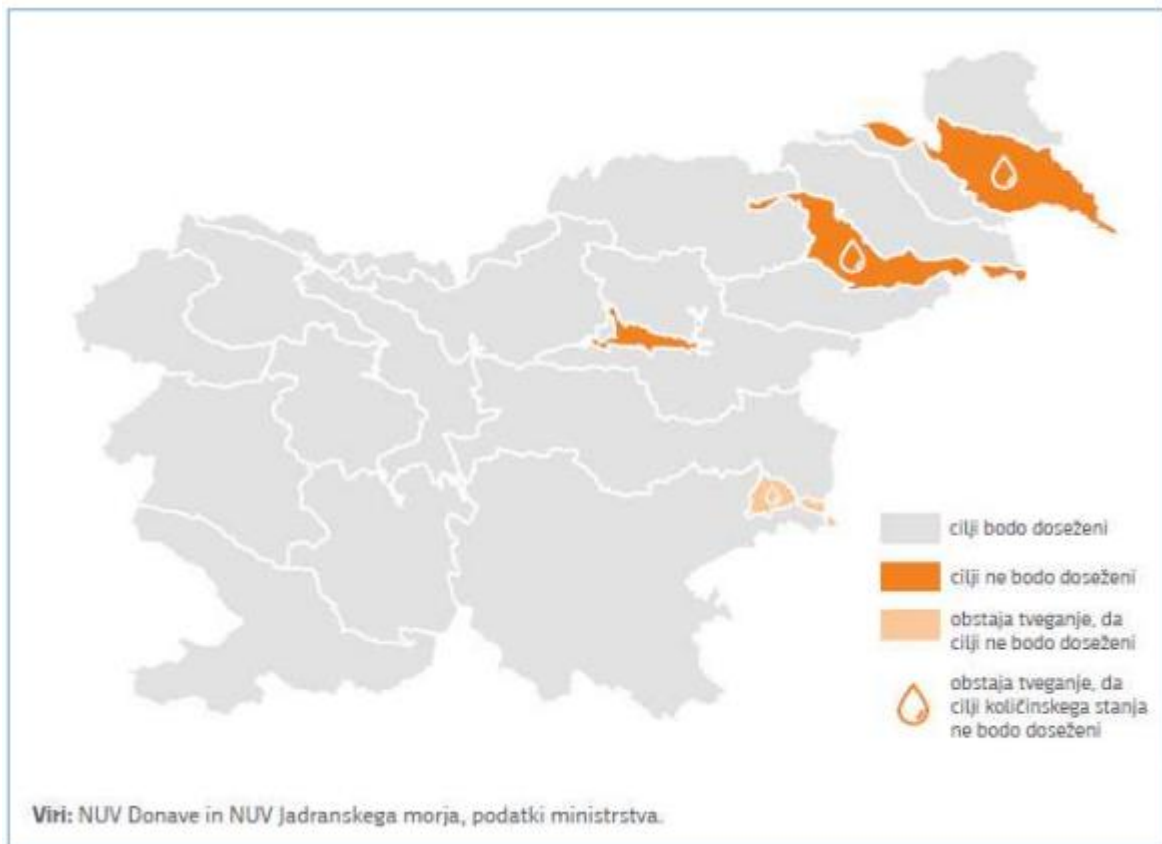 cilji bodo doseženi
cilji ne bodo doseženi
obstaja tveganje, da
cilji ne bodo doseženi
obstaja tveganje, da
cilji količinskega stanja
ne bodo doseženi
Viri: NUV Donave in NUV Jadranskega morja, podatki ministrstva.